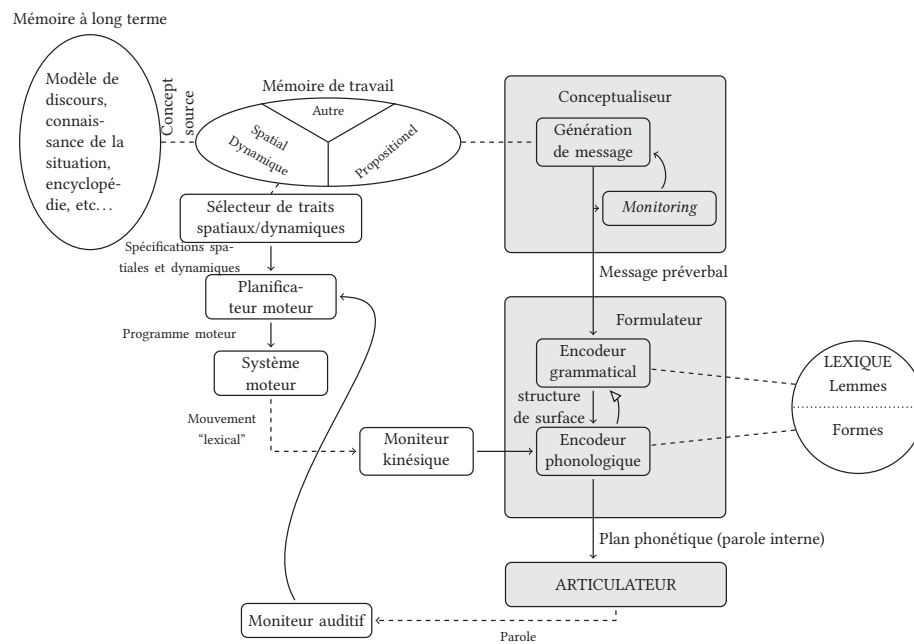 Mémoire à long terme
Modèle de
discours,
connais-
sance de la
situation,
encyclopé-
die, etc…
Concept
source
Mémoire de travail
Autre
Spatial
Dynamique
Propositionel
Conceptualiseur
Génération
de message
Monitoring
Sélecteur de traits
spatiaux/dynamiques
Spécifications spa-
tiales et dynamiques
Message préverbal
Planifica-
teur moteur
Programme moteur
Système
moteur
Mouvement
“lexical”
Moniteur
kinésique
Formulateur
Encodeur
grammatical
structure
de surface
Encodeur
phonologique
LEXIQUE
Lemmes
Formes
Plan phonétique (parole interne)
ARTICULATEUR
Moniteur auditif
Parole